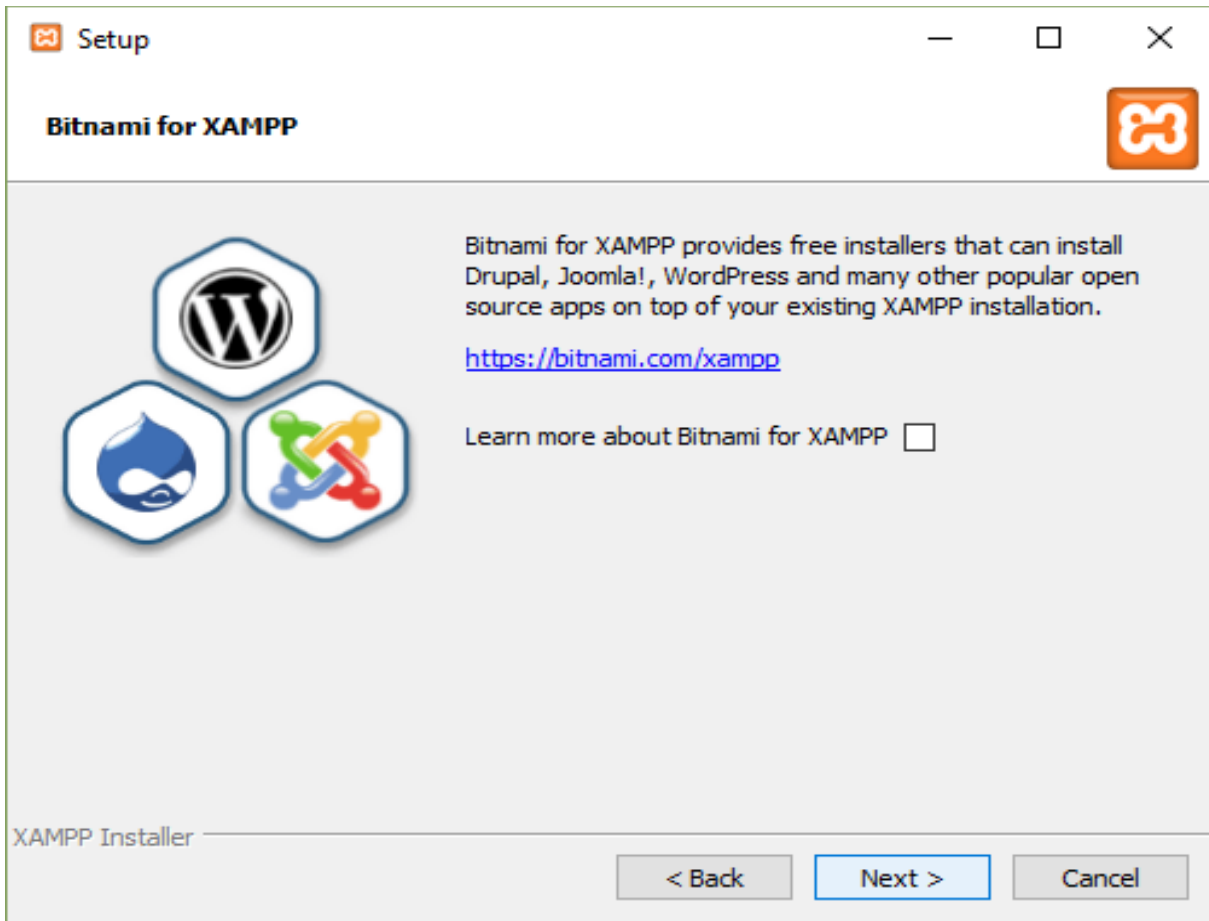 Setup
Bitnami for XAMPP
Bitnami for XAMPP provides free installers that can install
Drupal, Joomla!, WordPress and many other popular open
source apps on top of your existing XAMPP installation.
https://bitnami.com/xampp
Learn more about Bitnami for XAMPP
XAMPP Installer
< Back Next > Cancel